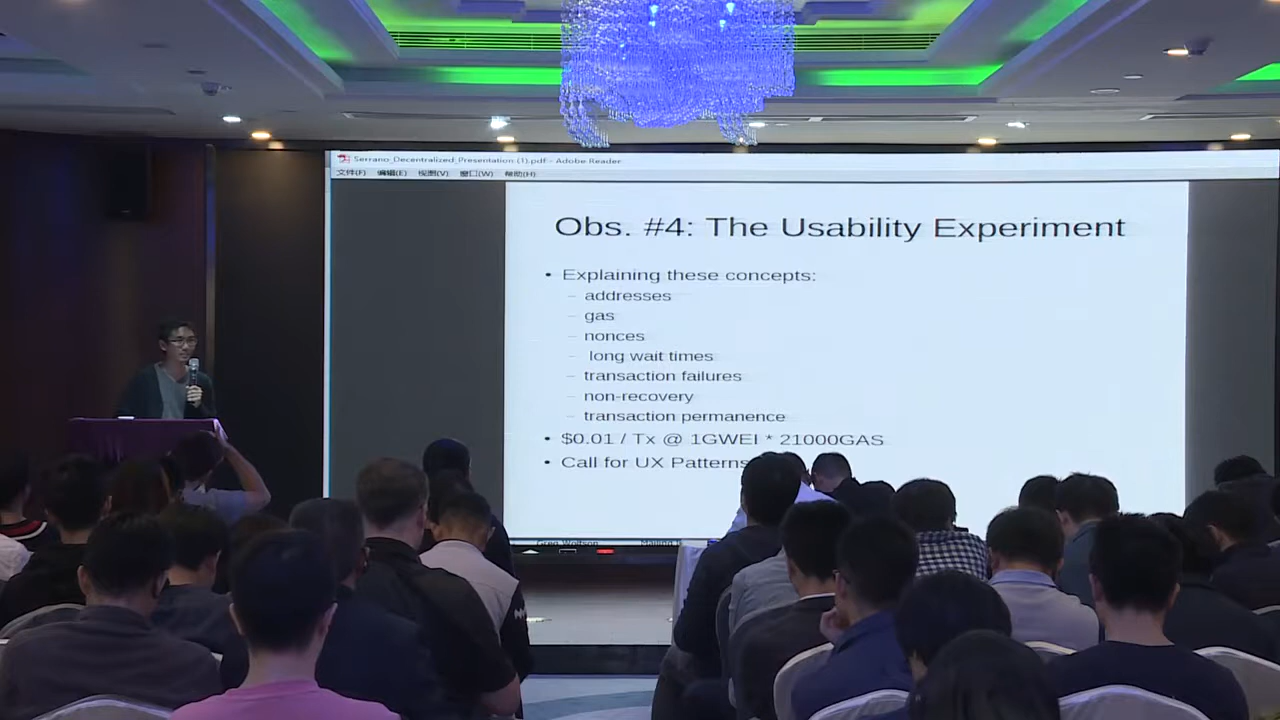 Serrano_Decentralized_Presentation (1).pdf - Adobe Reader
文件(F) 编辑(E) 视图(V) 窗口(W) 帮助(H)
Obs. #4: The Usability Experiment
• Explaining these concepts:
– addresses
– gas
– nonces
– long wait times
– transaction failures
– non-recovery
– transaction permanence
• $0.01 / Tx @ 1GWEI * 21000GAS
• Call for UX Patterns